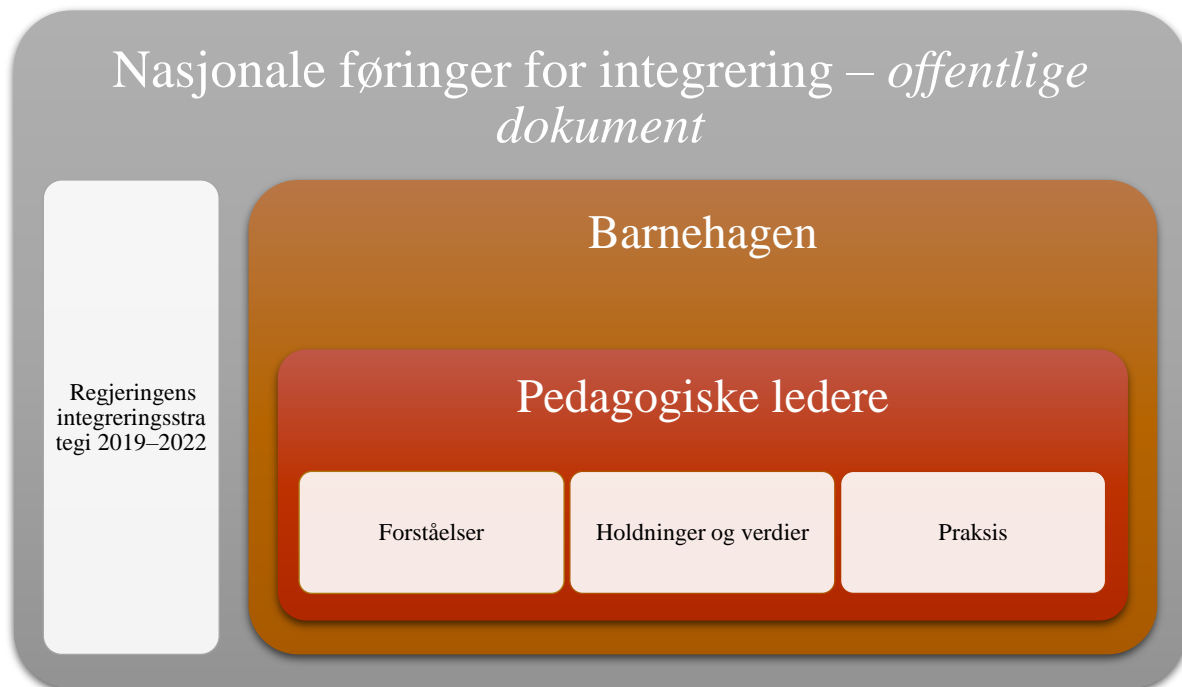 Nasjonale føringer for integrering – offentlige
dokument
Barnehagen
Regjeringens
integreringsstra
tegi 2019–2022
Pedagogiske ledere
Forståelser
Holdninger og verdier
Praksis